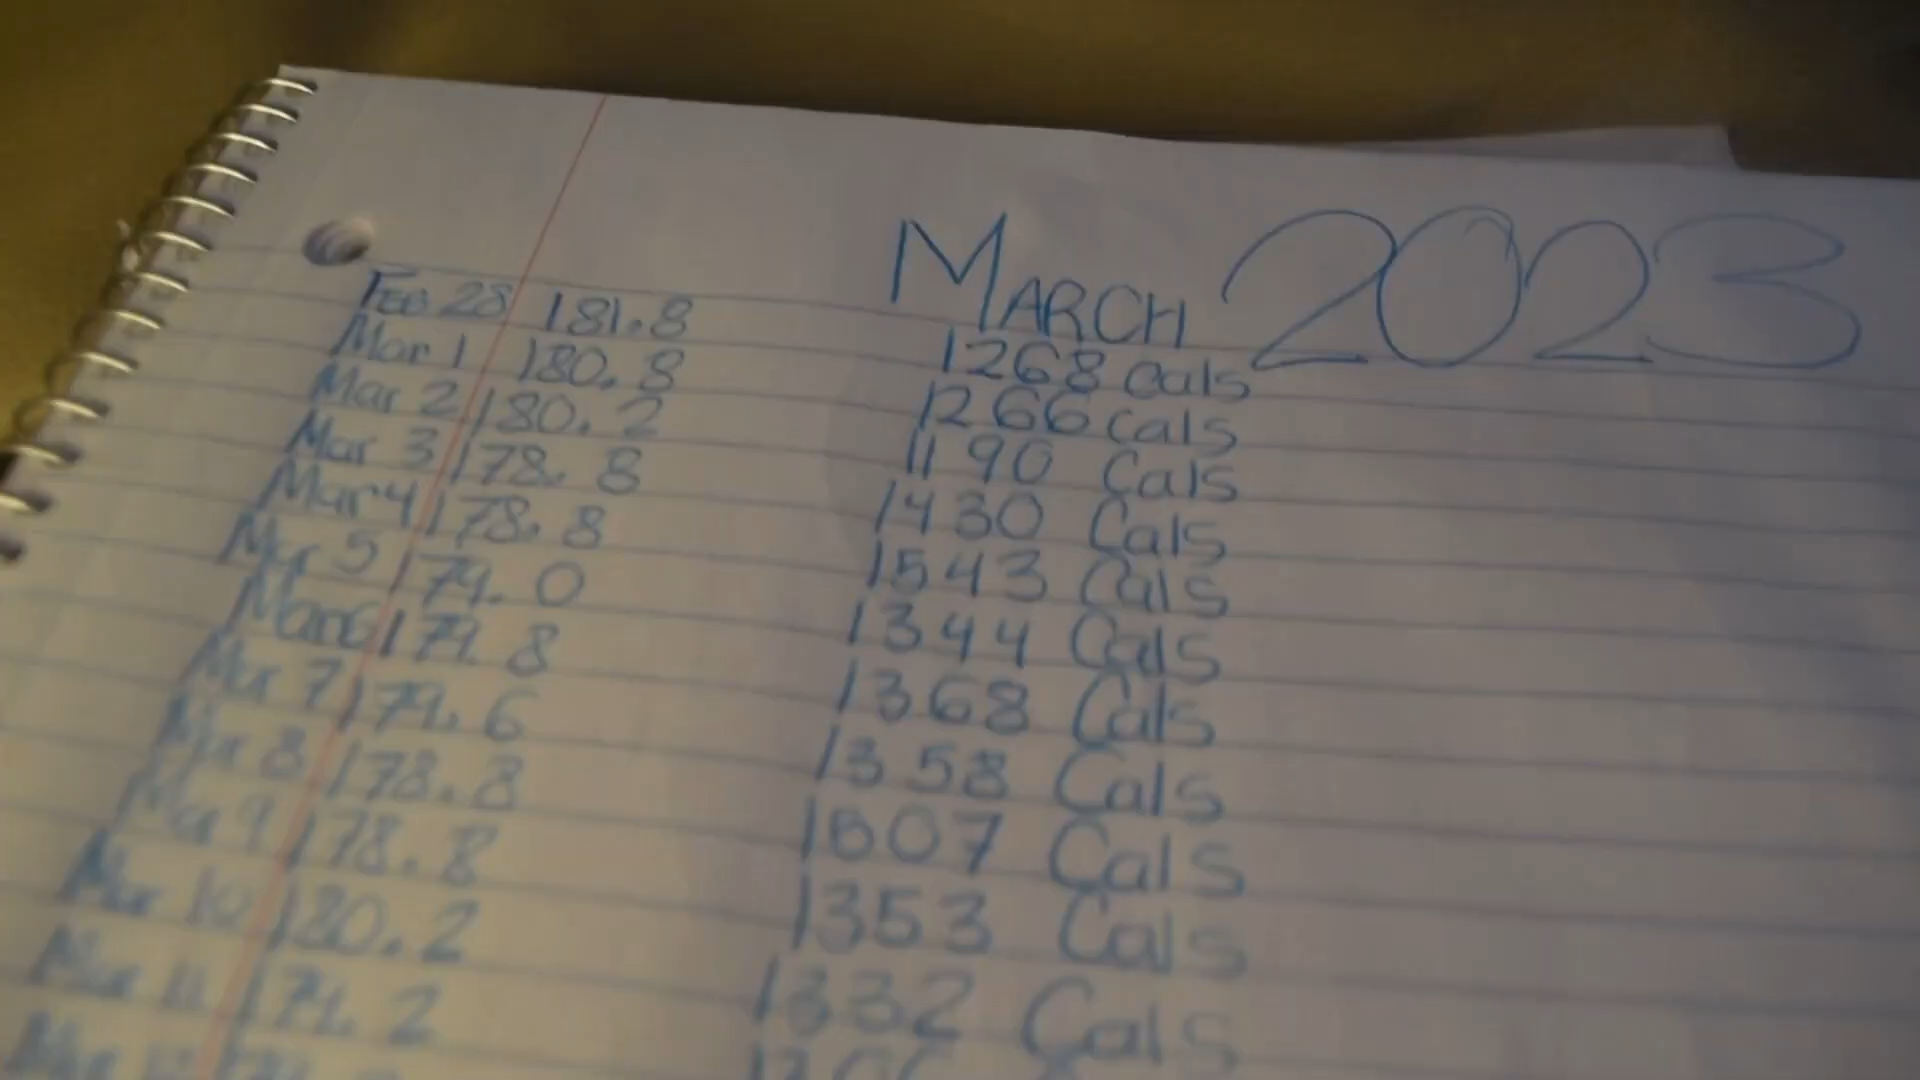 MARCH 2023
FEB 28 181.8 1268 Cals
Mar 1 180.8 1266 Cals
Mar 2 180.2 1190 Cals
Mar 3 178.8 1430 Cals
Mar 4 178.8 1543 Cals
Mar 5 179.0 1344 Cals
Mar 6 179.8 1368 Cals
Mar 7 179.6 1358 Cals
Mar 8 178.8 1607 Cals
Mar 9 178.8 1353 Cals
Mar 10 180.2 1332 Cals
Mar 11 179.2
Mar